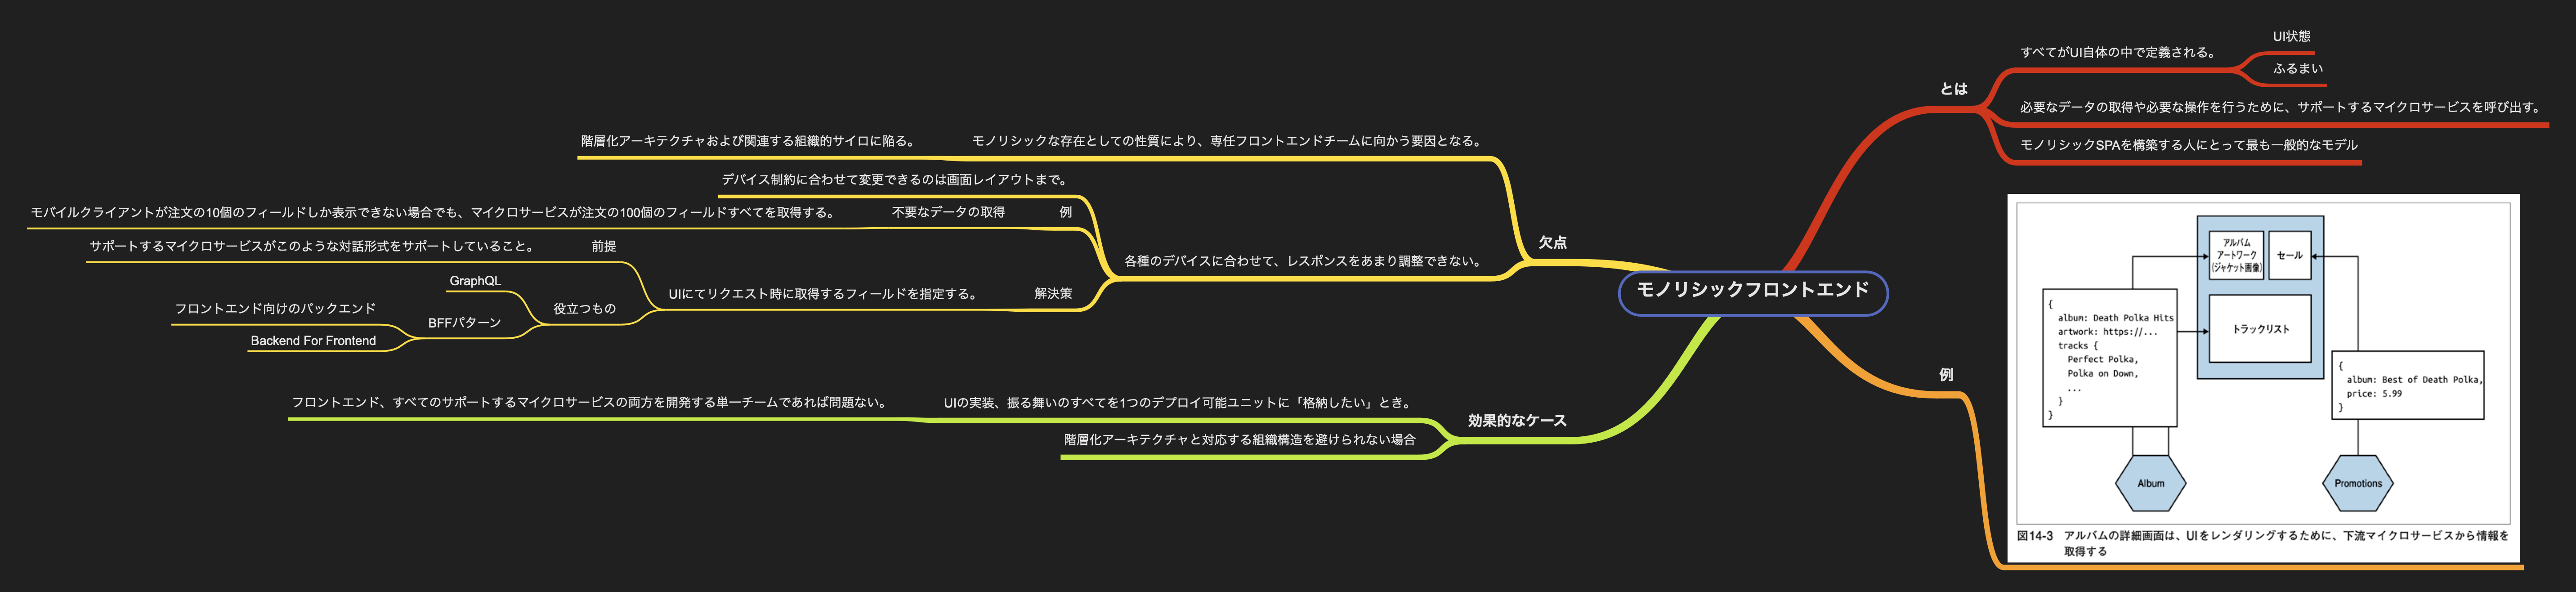 モノリシックフロントエンド
とは
すべてがUI自体の中で定義される。
UI状態
ふるまい
必要なデータの取得や必要な操作を行うために、サポートするマイクロサービスを呼び出す。
モノリシックSPAを構築する人にとって最も一般的なモデル
例
アルバム
アートワーク
(ジャケット画像)
セール
トラックリスト
{
album: Death Polka Hits
artwork: https://...
tracks {
Perfect Polka,
Polka on Down,
...
}
}
{
album: Best of Death Polka,
price: 5.99
}
Album
Promotions
図14-3 アルバムの詳細画面は、UIをレンダリングするために、下流マイクロサービスから情報を
取得する
欠点
モノリシックな存在としての性質により、専任フロントエンドチームに向かう要因となる。
階層化アーキテクチャおよび関連する組織的サイロに陥る。
各種のデバイスに合わせて、レスポンスをあまり調整できない。
デバイス制約に合わせて変更できるのは画面レイアウトまで。
例
不要なデータの取得
モバイルクライアントが注文の10個のフィールドしか表示できない場合でも、マイクロサービスが注文の100個のフィールドすべてを取得する。
解決策
UIにてリクエスト時に取得するフィールドを指定する。
前提
サポートするマイクロサービスがこのような対話形式をサポートしていること。
役立つもの
GraphQL
BFFパターン
フロントエンド向けのバックエンド
Backend For Frontend
効果的なケース
UIの実装、振る舞いのすべてを1つのデプロイ可能ユニットに「格納したい」とき。
フロントエンド、すべてのサポートするマイクロサービスの両方を開発する単一チームであれば問題ない。
階層化アーキテクチャと対応する組織構造を避けられない場合